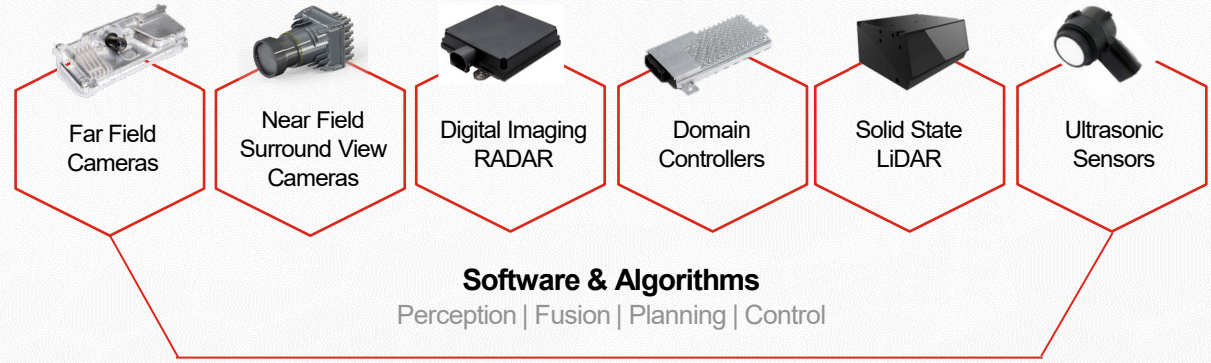 Far Field
Cameras
Near Field
Surround View
Cameras
Digital Imaging
RADAR
Domain
Controllers
Solid State
LiDAR
Ultrasonic
Sensors
Software & Algorithms
Perception | Fusion | Planning | Control